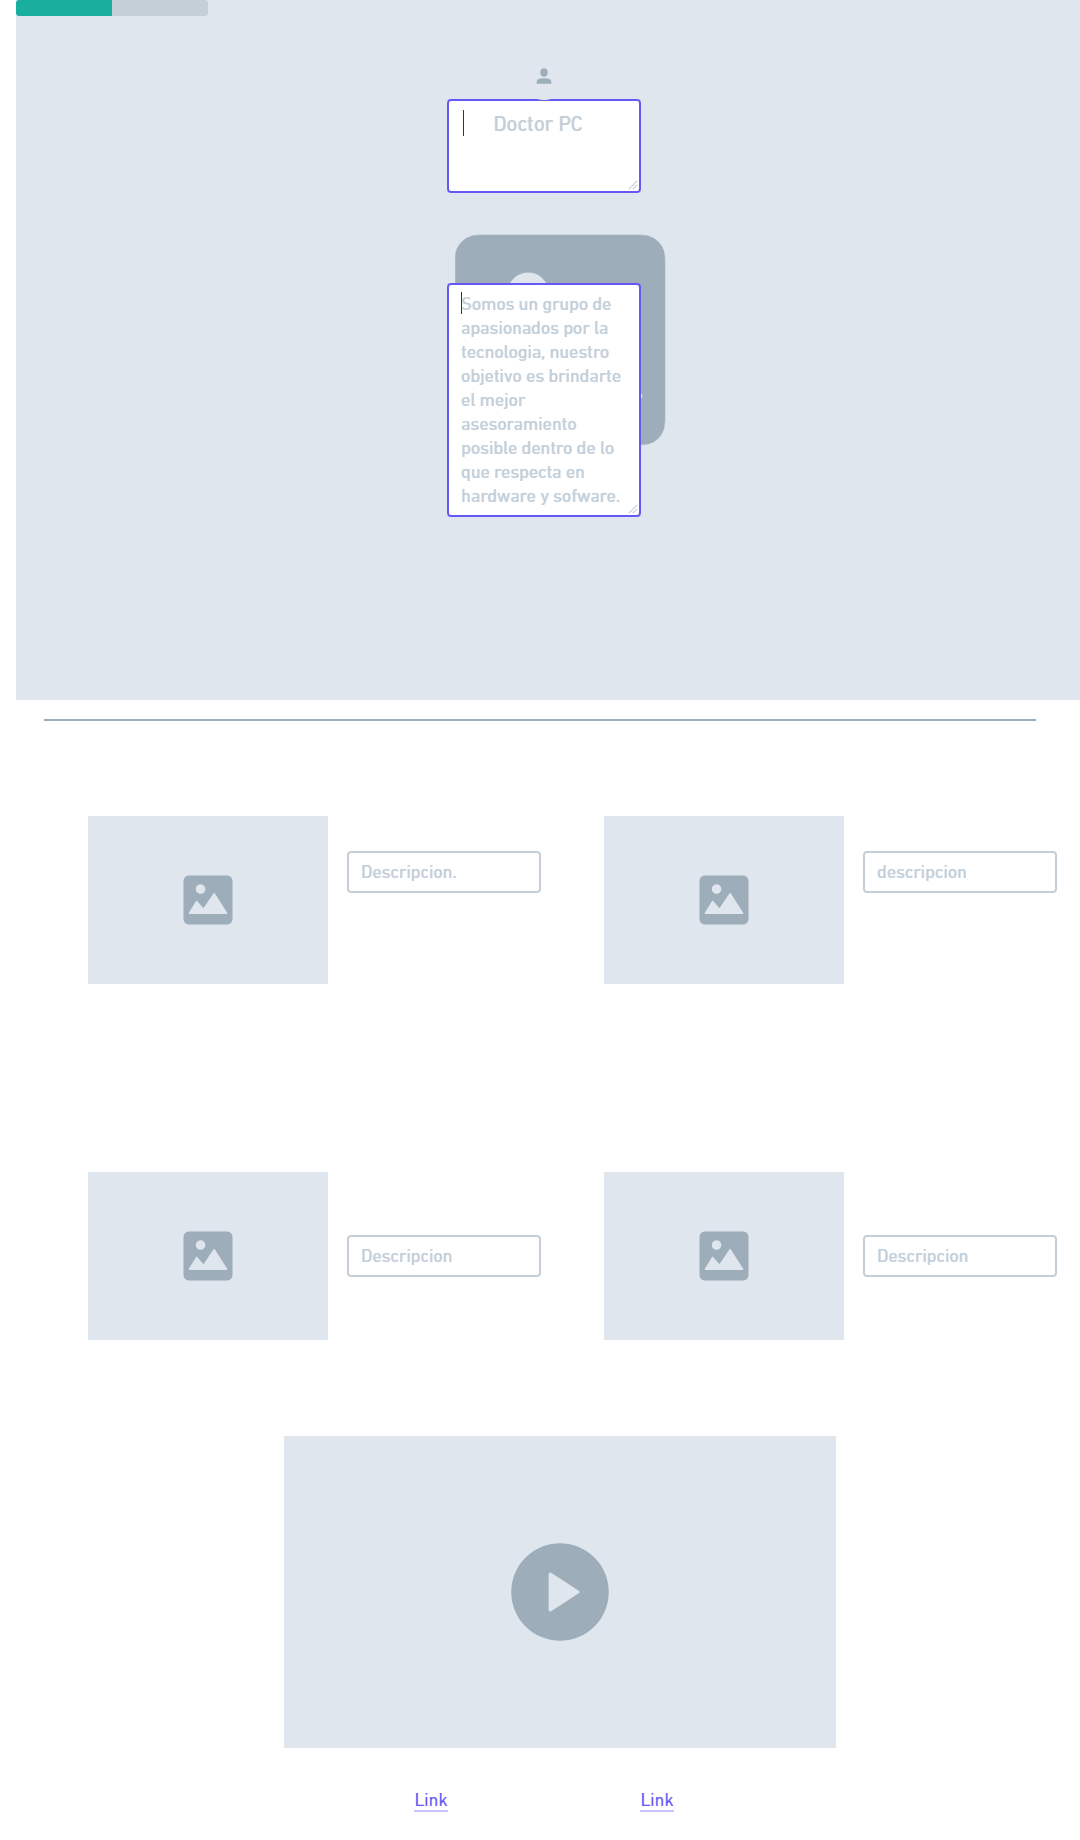 Doctor PC
Somos un grupo de
apasionados por la
tecnologia, nuestro
objetivo es brindarte
el mejor
asesoramiento
posible dentro de lo
que respecta en
hardware y sofware.
Descripcion.
descripcion
Descripcion
Descripcion
Link
Link